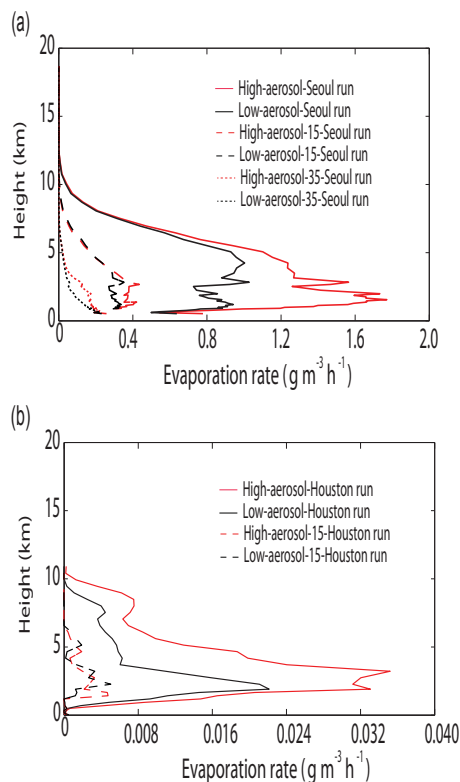 (a)
20
High-aerosol-Seoul run
Low-aerosol-Seoul run
15
High-aerosol-15-Seoul run
Low-aerosol-15-Seoul run
High-aerosol-35-Seoul run
Low-aerosol-35-Seoul run
Height (km)
10
5
0
0 0.4 0.8 1.2 1.6 2.0
Evaporation rate (g m⁻³ h⁻¹)
(b)
20
High-aerosol-Houston run
Low-aerosol-Houston run
15
High-aerosol-15-Houston run
Low-aerosol-15-Houston run
Height (km)
10
5
0
0 0.008 0.016 0.024 0.032 0.040
Evaporation rate (g m⁻³ h⁻¹)